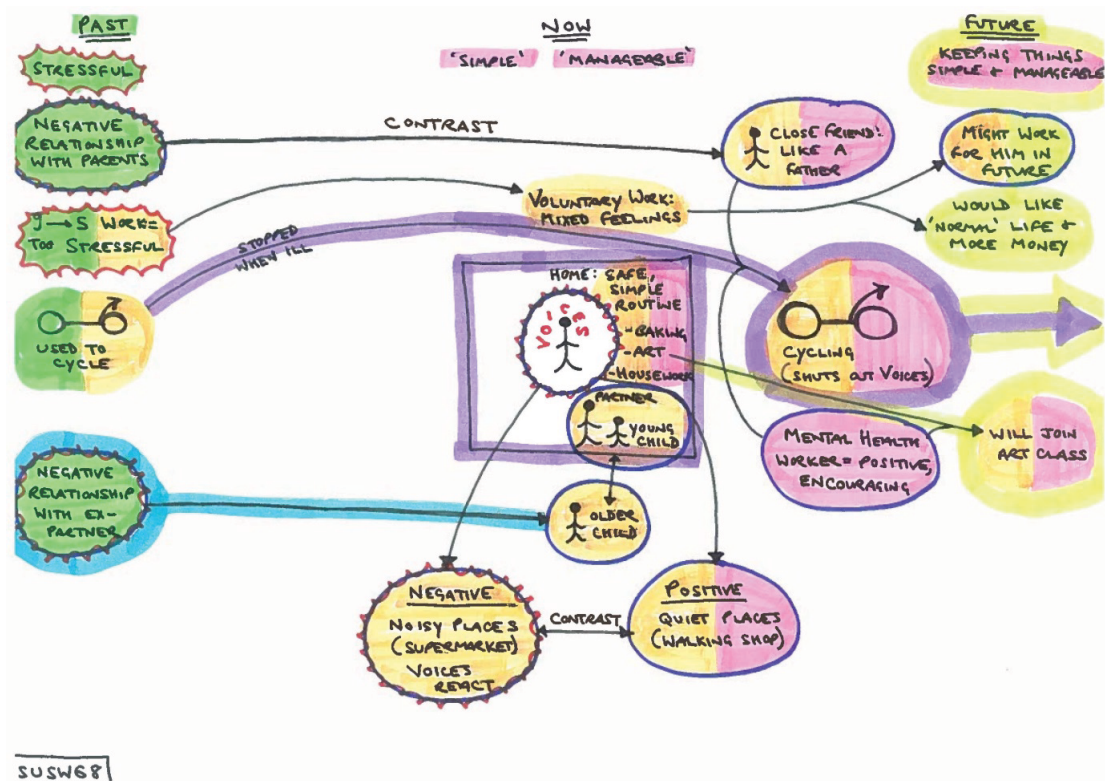 PAST
STRESSFUL
NEGATIVE
RELATIONSHIP
WITH PARENTS
9→5 WORK=
TOO STRESSFUL
USED TO
CYCLE
NEGATIVE
RELATIONSHIP
WITH EX-
PARTNER
NOW
'SIMPLE' 'MANAGEABLE'
CONTRAST
CLOSE FRIEND:
LIKE A
FATHER
VOLUNTARY WORK:
MIXED FEELINGS
STOPPED
WHEN ILL
HOME: SAFE,
SIMPLE
ROUTINE
-BAKING
-ART
-HOUSEWORK
VOICES
PARTNER
YOUNG
CHILD
OLDER
CHILD
NEGATIVE
NOISY PLACES
(SUPERMARKET)
VOICES
REACT
CONTRAST
POSITIVE
QUIET PLACES
(WALKING SHOP)
FUTURE
KEEPING THINGS
SIMPLE & MANAGEABLE
MIGHT WORK
FOR HIM IN
FUTURE
WOULD LIKE
'NORMAL' LIFE &
MORE MONEY
CYCLING
(SHUTS OUT VOICES)
MENTAL HEALTH
WORKER = POSITIVE,
ENCOURAGING
WILL JOIN
ART CLASS
SUSW68